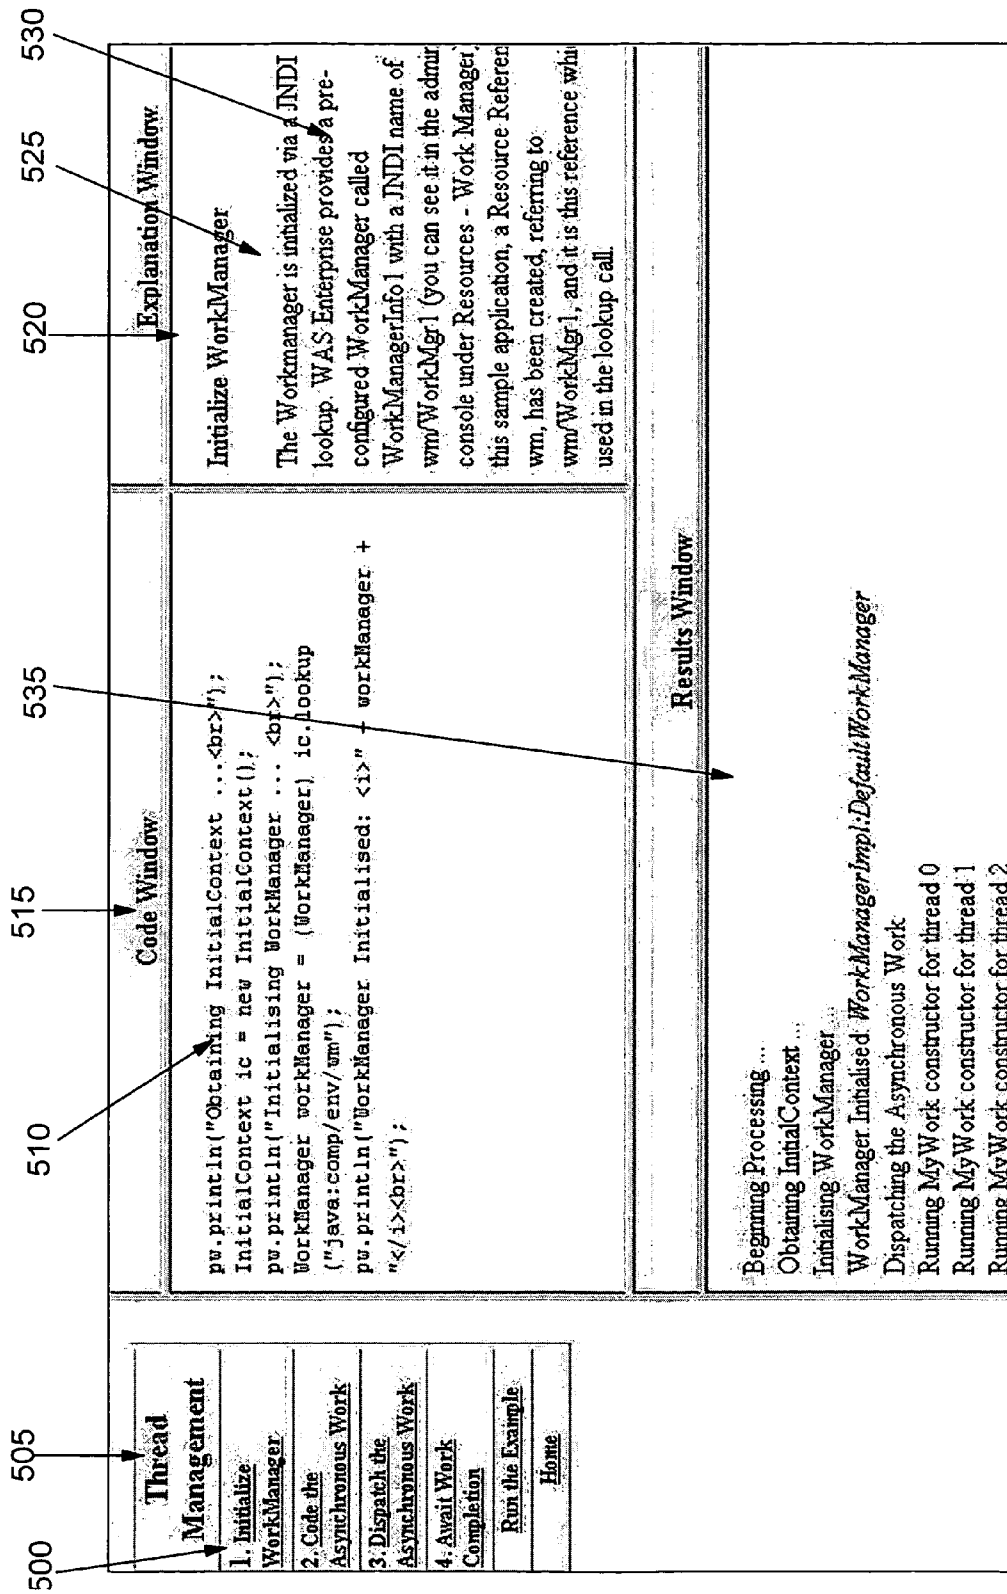 500
505
510
515
535
520
525
530
Thread
Management
1. Initialize
WorkManager
2. Code the
Asynchronous Work
3. Dispatch the
Asynchronous Work
4. Await Work
Completion
Run the Example
Home
Code Window
pw.println("Obtaining InitialContext ...<br>");
InitialContext ic = new InitialContext();
pw.println("Initialising WorkManager ... <br>");
WorkManager workManager = (WorkManager) ic.lookup
("java:comp/env/wm");
pw.println("WorkManager Initialised: <i>" + workManager +
"</i><br>");
Explanation Window
Initialize WorkManager
The Workmanager is initialized via a JNDI
lookup. WAS Enterprise provides a pre-
configured WorkManager called
WorkManagerInfo1 with a JNDI name of
wm/WorkMgr1 (you can see it in the admin
console under Resources - Work Manager)
this sample application, a Resource Referen
wm, has been created, referring to
wm/WorkMgr1, and it is this reference whi
used in the lookup call.
Results Window
Beginning Processing ...
Obtaining InitialContext ...
Initialising WorkManager ...
WorkManager Initialised: WorkManagerImpl:DefaultWorkManager
Dispatching the Asynchronous Work
Running MyWork constructor for thread 0
Running MyWork constructor for thread 1
Running MyWork constructor for thread 2